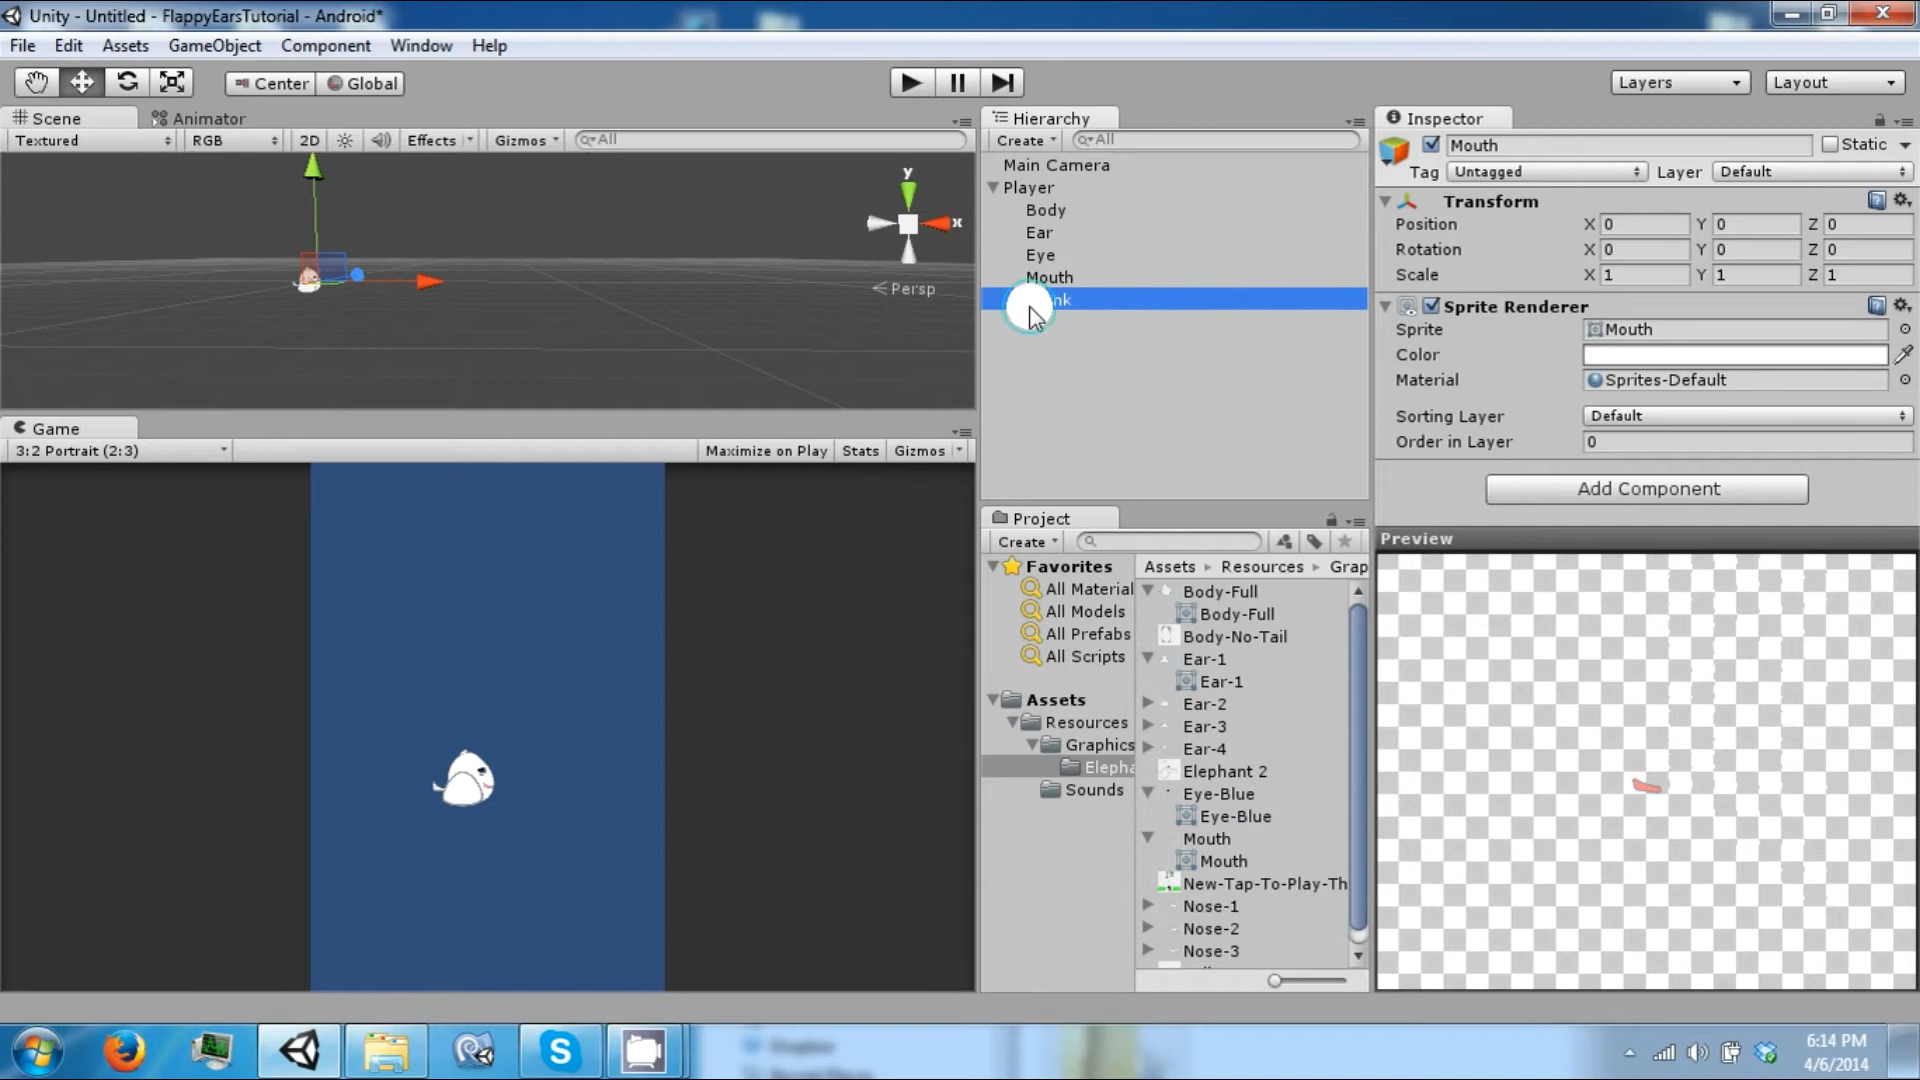 Unity - Untitled - FlappyEarsTutorial - Android*
File Edit Assets GameObject Component Window Help
Center Global Layers Layout
Scene Animator
Textured RGB 2D Effects Gizmos All
y
x
Persp
Game
3:2 Portrait (2:3) Maximize on Play Stats Gizmos
Hierarchy
Create All
Main Camera
Player
Body
Ear
Eye
Mouth
nk
Project
Create
Favorites
All Material
All Models
All Prefabs
All Scripts
Assets
Resources
Graphics
Elepha
Sounds
Assets Resources Grap
Body-Full
Body-Full
Body-No-Tail
Ear-1
Ear-1
Ear-2
Ear-3
Ear-4
Elephant 2
Eye-Blue
Eye-Blue
Mouth
Mouth
New-Tap-To-Play-Th
Nose-1
Nose-2
Nose-3
Inspector
Mouth Static
Tag Untagged Layer Default
Transform
Position X 0 Y 0 Z 0
Rotation X 0 Y 0 Z 0
Scale X 1 Y 1 Z 1
Sprite Renderer
Sprite Mouth
Color
Material Sprites-Default
Sorting Layer Default
Order in Layer 0
Add Component
Preview
6:14 PM
4/6/2014